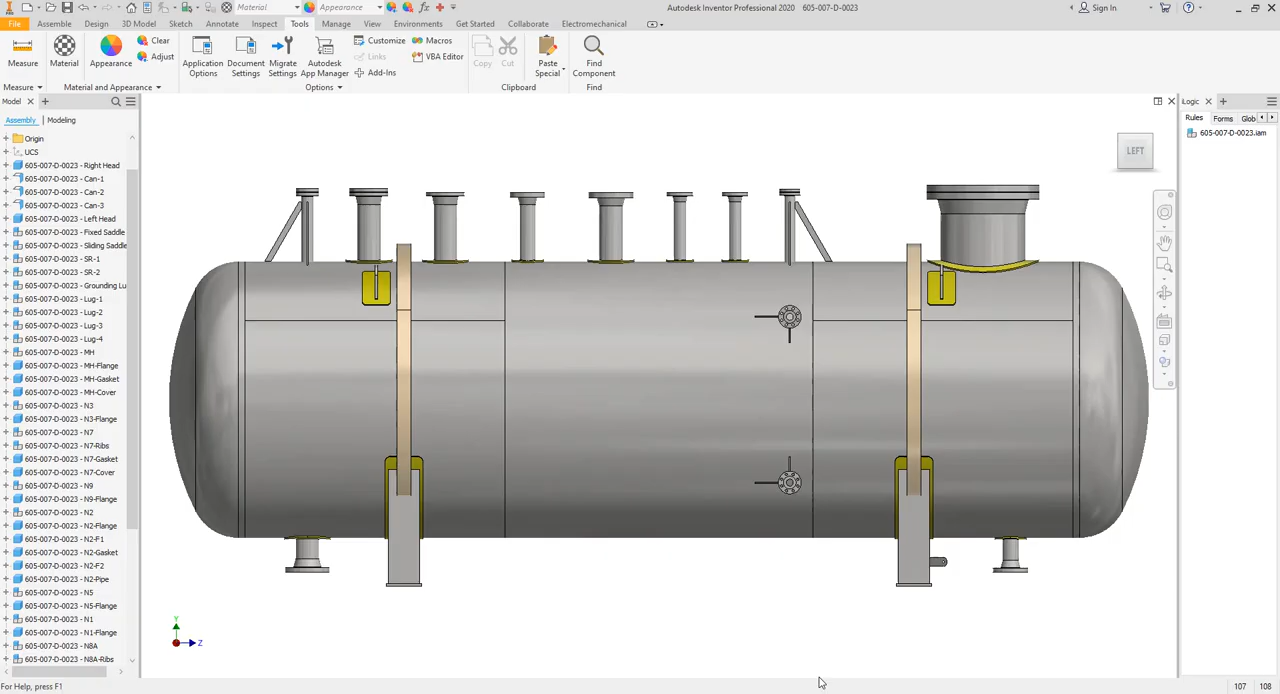 Material
Appearance
Autodesk Inventor Professional 2020 605-007-D-0023
Sign In
File Assembly Design 3D Model Sketch Annotate Inspect Tools Manage View Environments Get Started Collaborate Electromechanical
Measure
Material
Appearance
Clear
Adjust
Application Options
Document Settings
Migrate Settings
Autodesk App Manager
Customize
Links
Add-Ins
Macros
VBA Editor
Copy
Cut
Paste Special
Find Component
Measure
Material and Appearance
Options
Clipboard
Find
Model
Assembly
Modeling
Origin
UCS
605-007-D-0023 - Right Head
605-007-D-0023 - Can-1
605-007-D-0023 - Can-2
605-007-D-0023 - Can-3
605-007-D-0023 - Left Head
605-007-D-0023 - Fixed Saddle
605-007-D-0023 - Sliding Saddle
605-007-D-0023 - SR-1
605-007-D-0023 - SR-2
605-007-D-0023 - Grounding Lu
605-007-D-0023 - Lug-1
605-007-D-0023 - Lug-2
605-007-D-0023 - Lug-3
605-007-D-0023 - Lug-4
605-007-D-0023 - MH
605-007-D-0023 - MH-Flange
605-007-D-0023 - MH-Gasket
605-007-D-0023 - MH-Cover
605-007-D-0023 - N3
605-007-D-0023 - N3-Flange
605-007-D-0023 - N7
605-007-D-0023 - N7-Ribs
605-007-D-0023 - N7-Gasket
605-007-D-0023 - N7-Cover
605-007-D-0023 - N9
605-007-D-0023 - N9-Flange
605-007-D-0023 - N2
605-007-D-0023 - N2-Flange
605-007-D-0023 - N2-F1
605-007-D-0023 - N2-Gasket
605-007-D-0023 - N2-F2
605-007-D-0023 - N2-Pipe
605-007-D-0023 - N5
605-007-D-0023 - N5-Flange
605-007-D-0023 - N1
605-007-D-0023 - N1-Flange
605-007-D-0023 - N8A
605-007-D-0023 - N8A-Ribs
LEFT
Y
Z
Logic
Rules Forms Glob
605-007-D-0023.iam
For Help, press F1
107 108